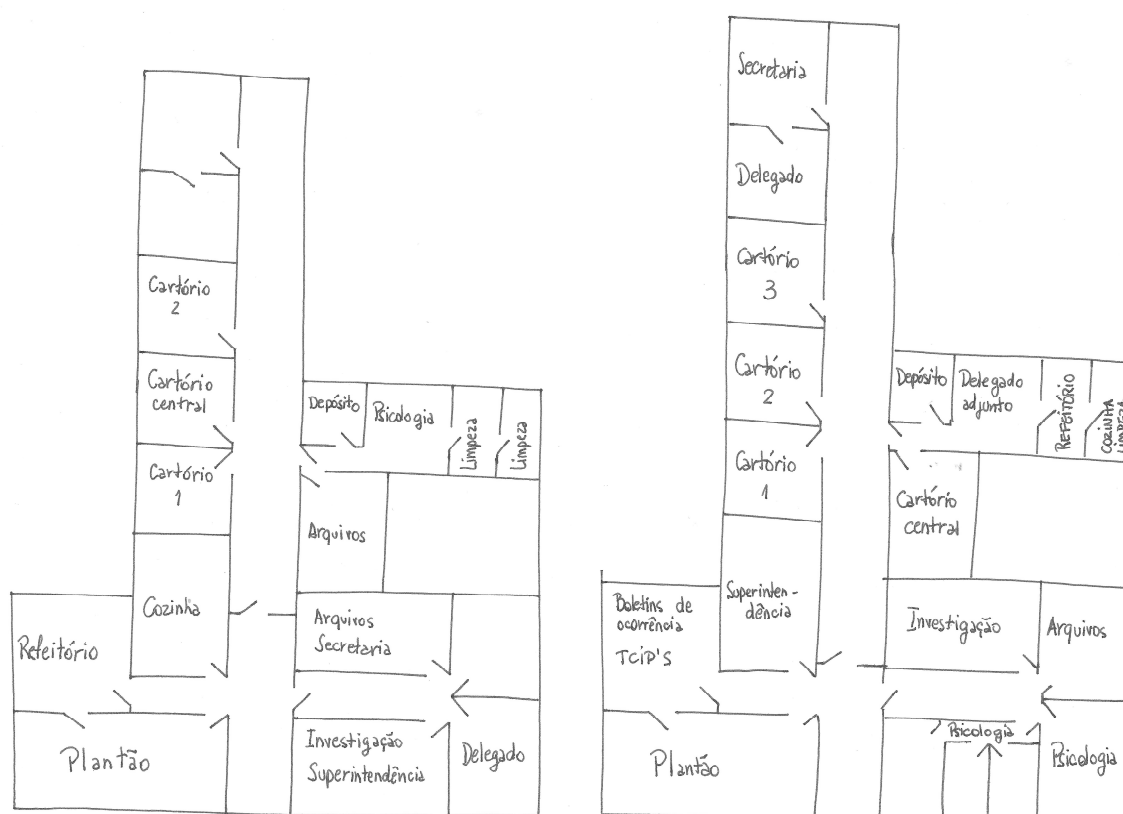 Cartório
2
Cartório
central
Cartório
1
Depósito
Psicologia
Limpeza
Limpeza
Arquivos
Cozinha
Arquivos
Secretaria
Refeitório
Plantão
Investigação
Superintendência
Delegado
Secretaria
Delegado
Cartório
3
Cartório
2
Cartório
1
Depósito
Delegado
adjunto
REFEITÓRIO
COZINHA
LIMPEZA
Cartório
central
Superinten-
dência
Boletins de
ocorrência
TCIP'S
Investigação
Arquivos
Plantão
Psicologia
Psicologia